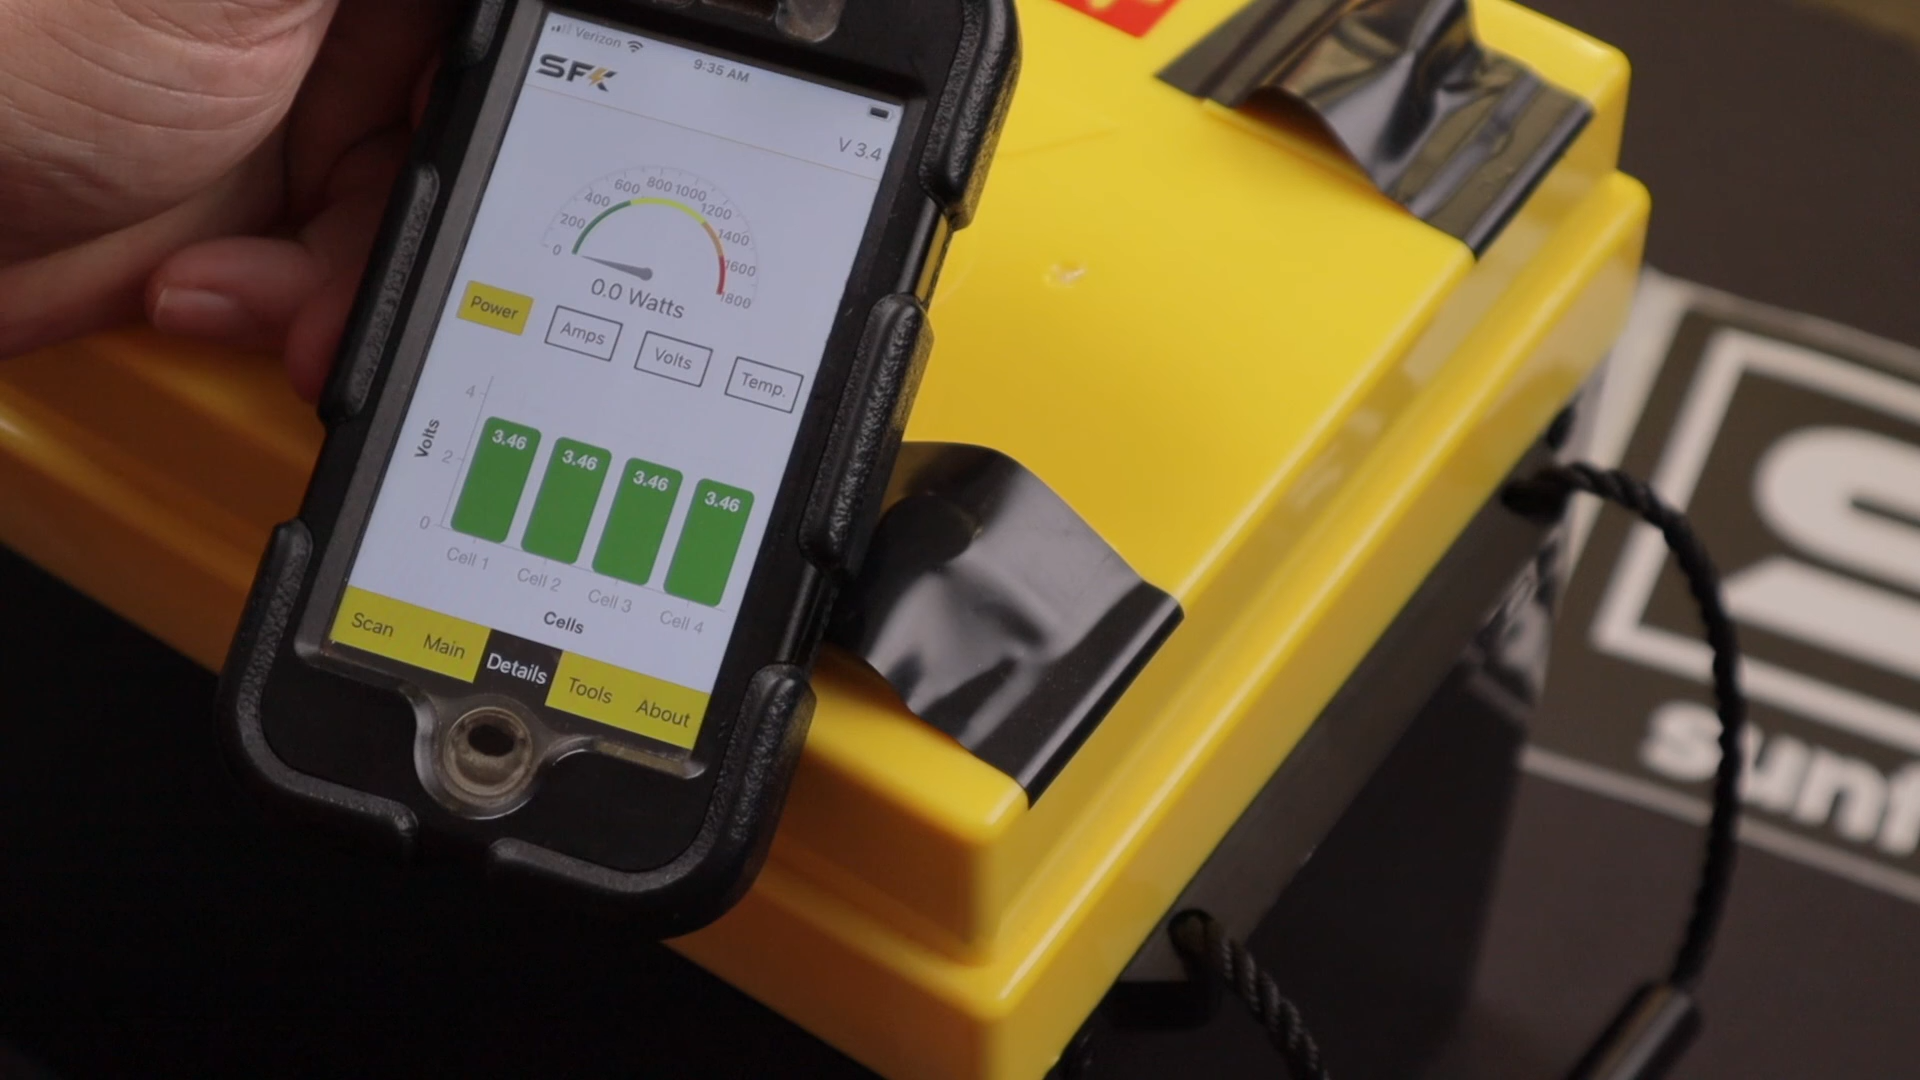 Verizon
9:35 AM
SFK
V 3.4
0 200 400 600 800 1000 1200 1400 1600 1800
0.0 Watts
Power Amps Volts Temp.
Volts
4
2
0
3.46 3.46 3.46 3.46
Cell 1 Cell 2 Cell 3 Cell 4
Cells
Scan Main Details Tools About
S
sunf